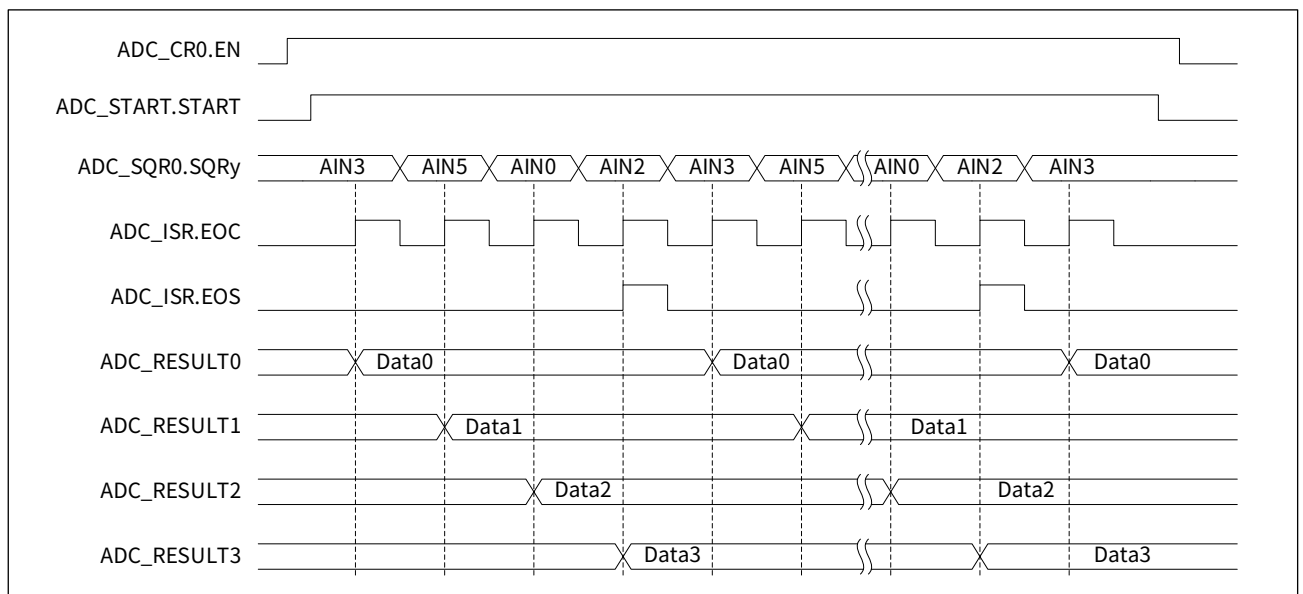 ADC_CR0.EN
ADC_START.START
ADC_SQR0.SQRy AIN3 AIN5 AIN0 AIN2 AIN3 AIN5 AIN0 AIN2 AIN3
ADC_ISR.EOC
ADC_ISR.EOS
ADC_RESULT0 Data0 Data0 Data0
ADC_RESULT1 Data1 Data1
ADC_RESULT2 Data2 Data2
ADC_RESULT3 Data3 Data3